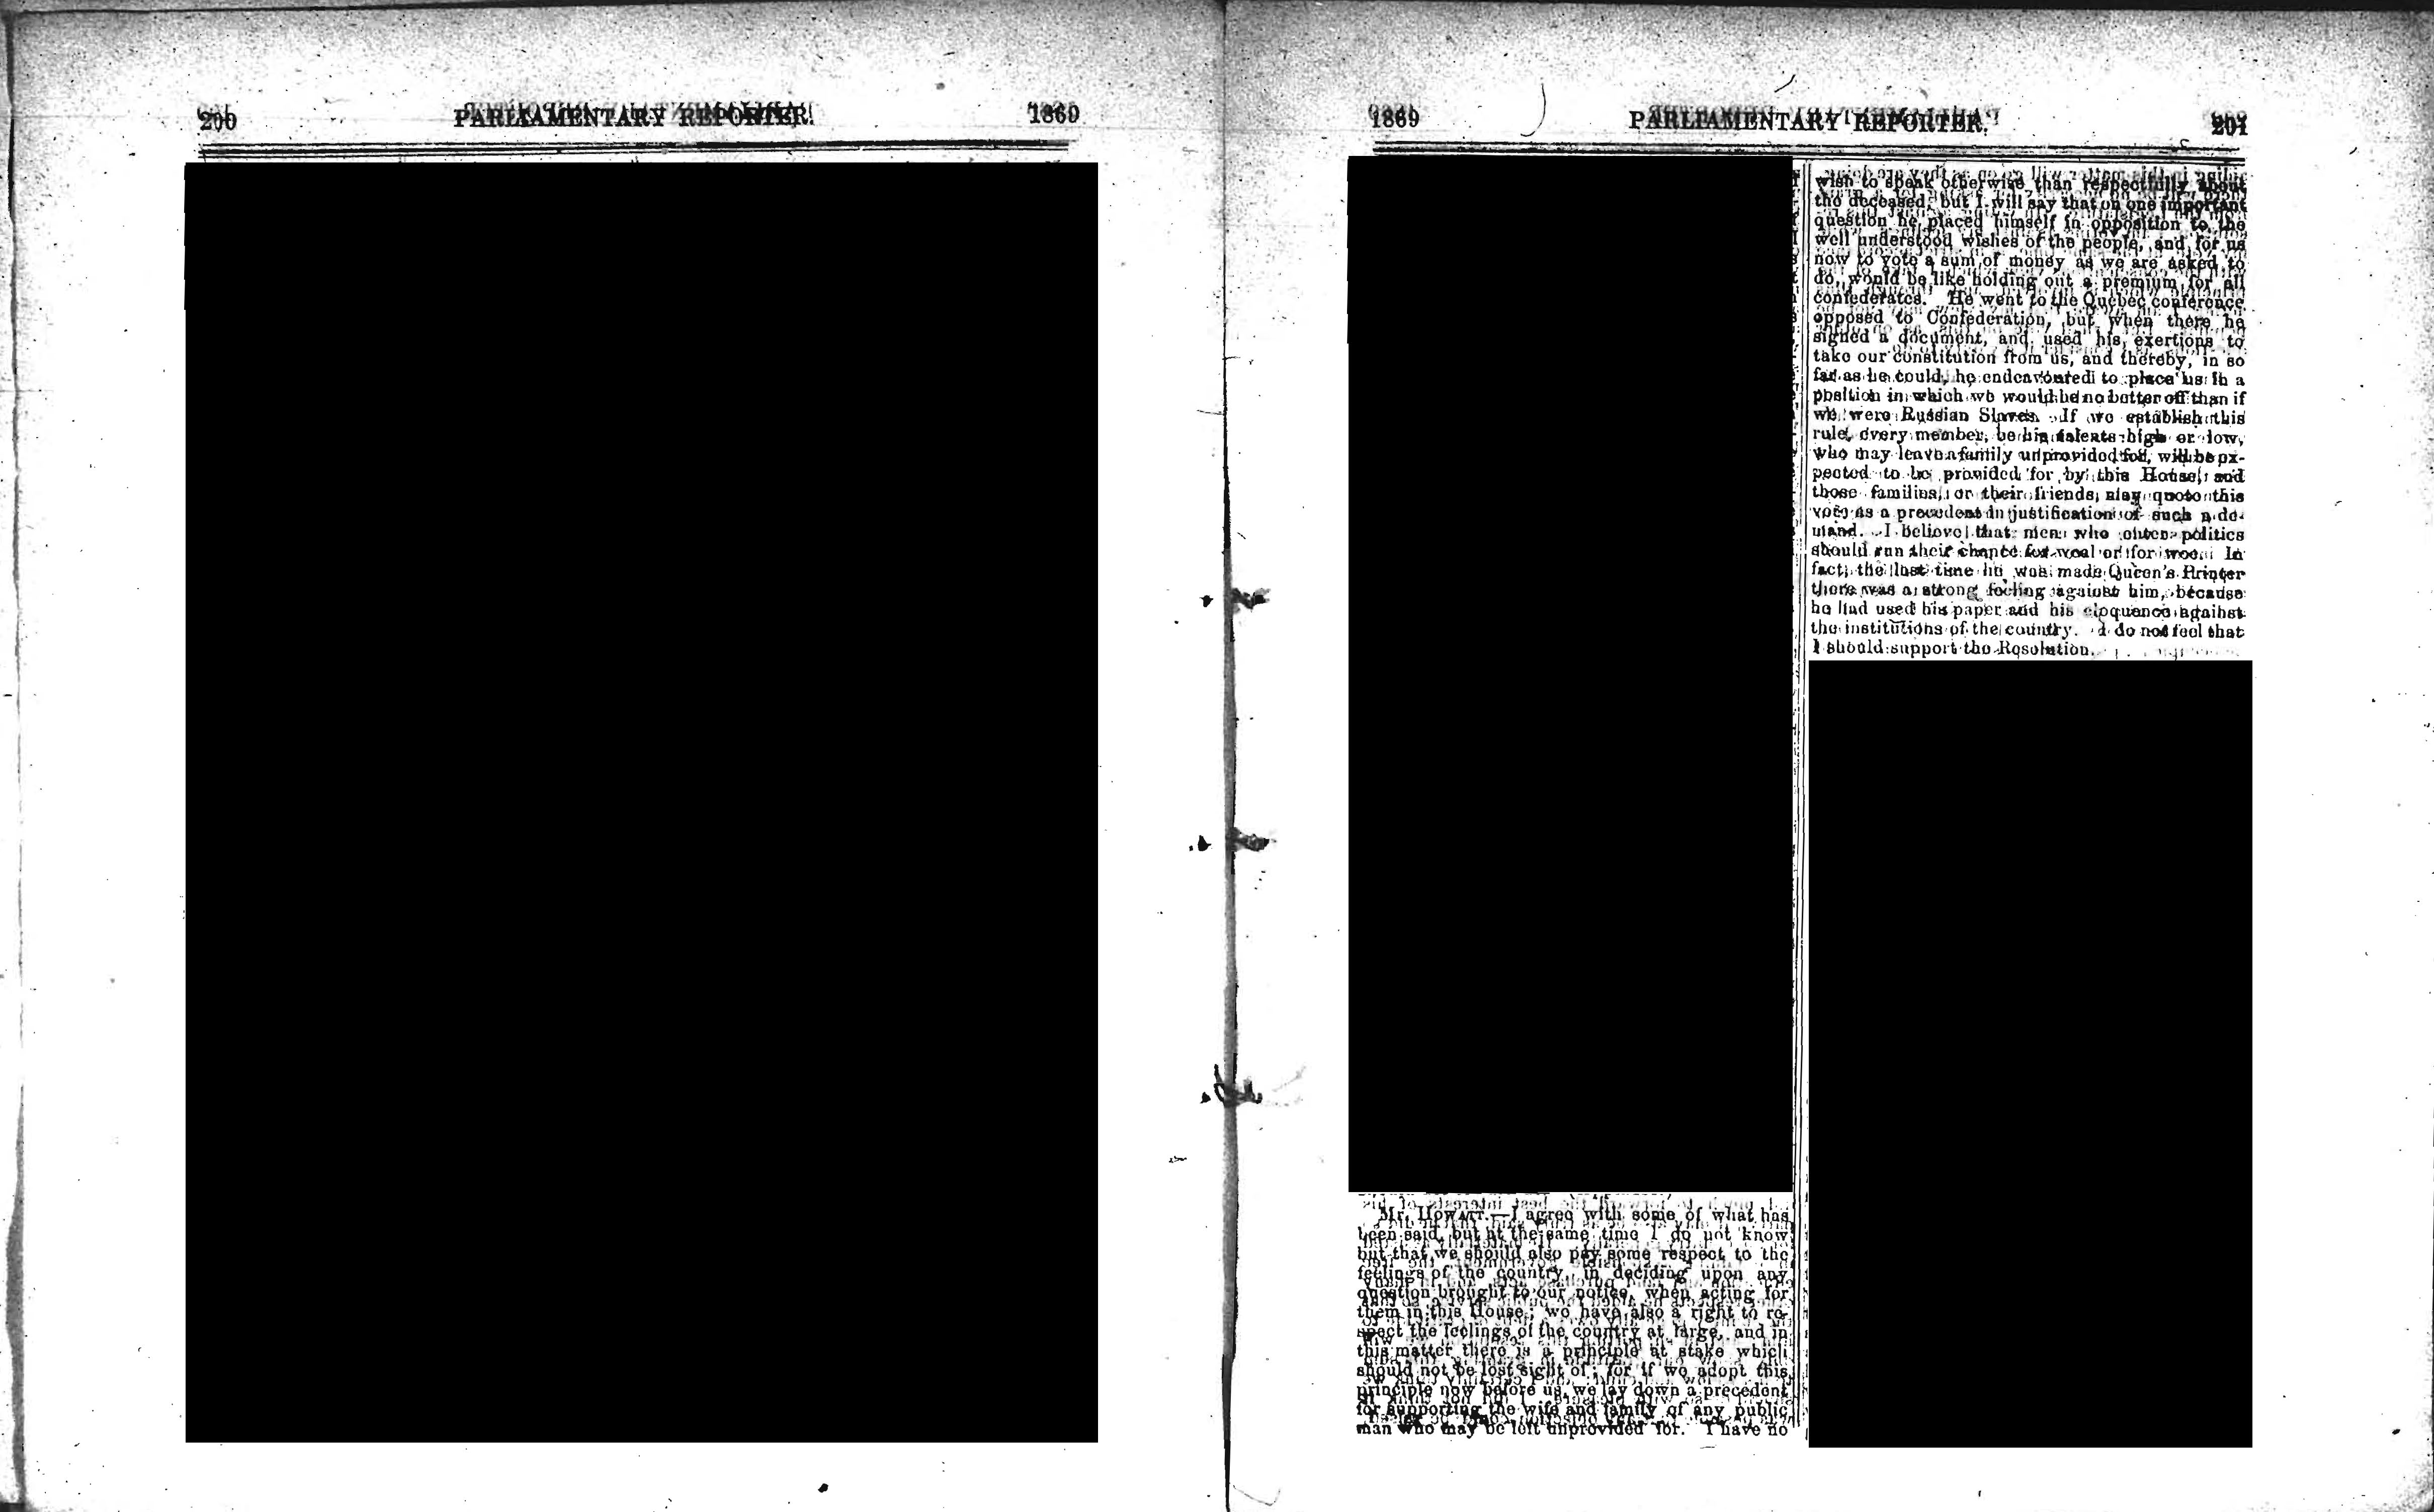 200 PARLIAMENTARY REPORTER. 1869
1869 PARLIAMENTARY REPORTER. 201
Mr. HOWATT.—I agree with some of what has
been said, but at the same time I do not know
but that we should also pay some respect to the
feelings of the country, in deciding upon any
question brought to our notice, when acting for
them in this House; we have also a right to re-
spect the feelings of the country at large, and in
this matter there is a principle at stake which
should not be lost sight of; for if we adopt this
principle now before us, we lay down a precedent
for supporting the wife and family of any public
man who may be left unprovided for. I have no
wish to speak otherwise than respectfully about
the deceased, but I will say that on one important
question he placed himself in opposition to the
well understood wishes of the people, and for us
now to vote a sum of money as we are asked to
do, would be like holding out a premium for all
confederates. He went to the Quebec conference
opposed to Confederation, but when there he
signed a document, and used his exertions to
take our constitution from us, and thereby, in so
far as he could, he endeavoured to place us in a
position in which we would be no better off than if
we were Russian Slaves. If we establish this
rule, every member, be his talents high or low,
who may leave a family unprovided for, will be ex-
pected to be provided for by this House, and
those families, or their friends, may quote this
vote as a precedent in justification of such a de-
mand. I believe that men who enter politics
should run their chance for weal or for woe. In
fact, the last time he was made Queen's Printer
there was a strong feeling against him, because
he had used his paper and his eloquence against
the institutions of the country. I do not feel that
I should support the Resolution.